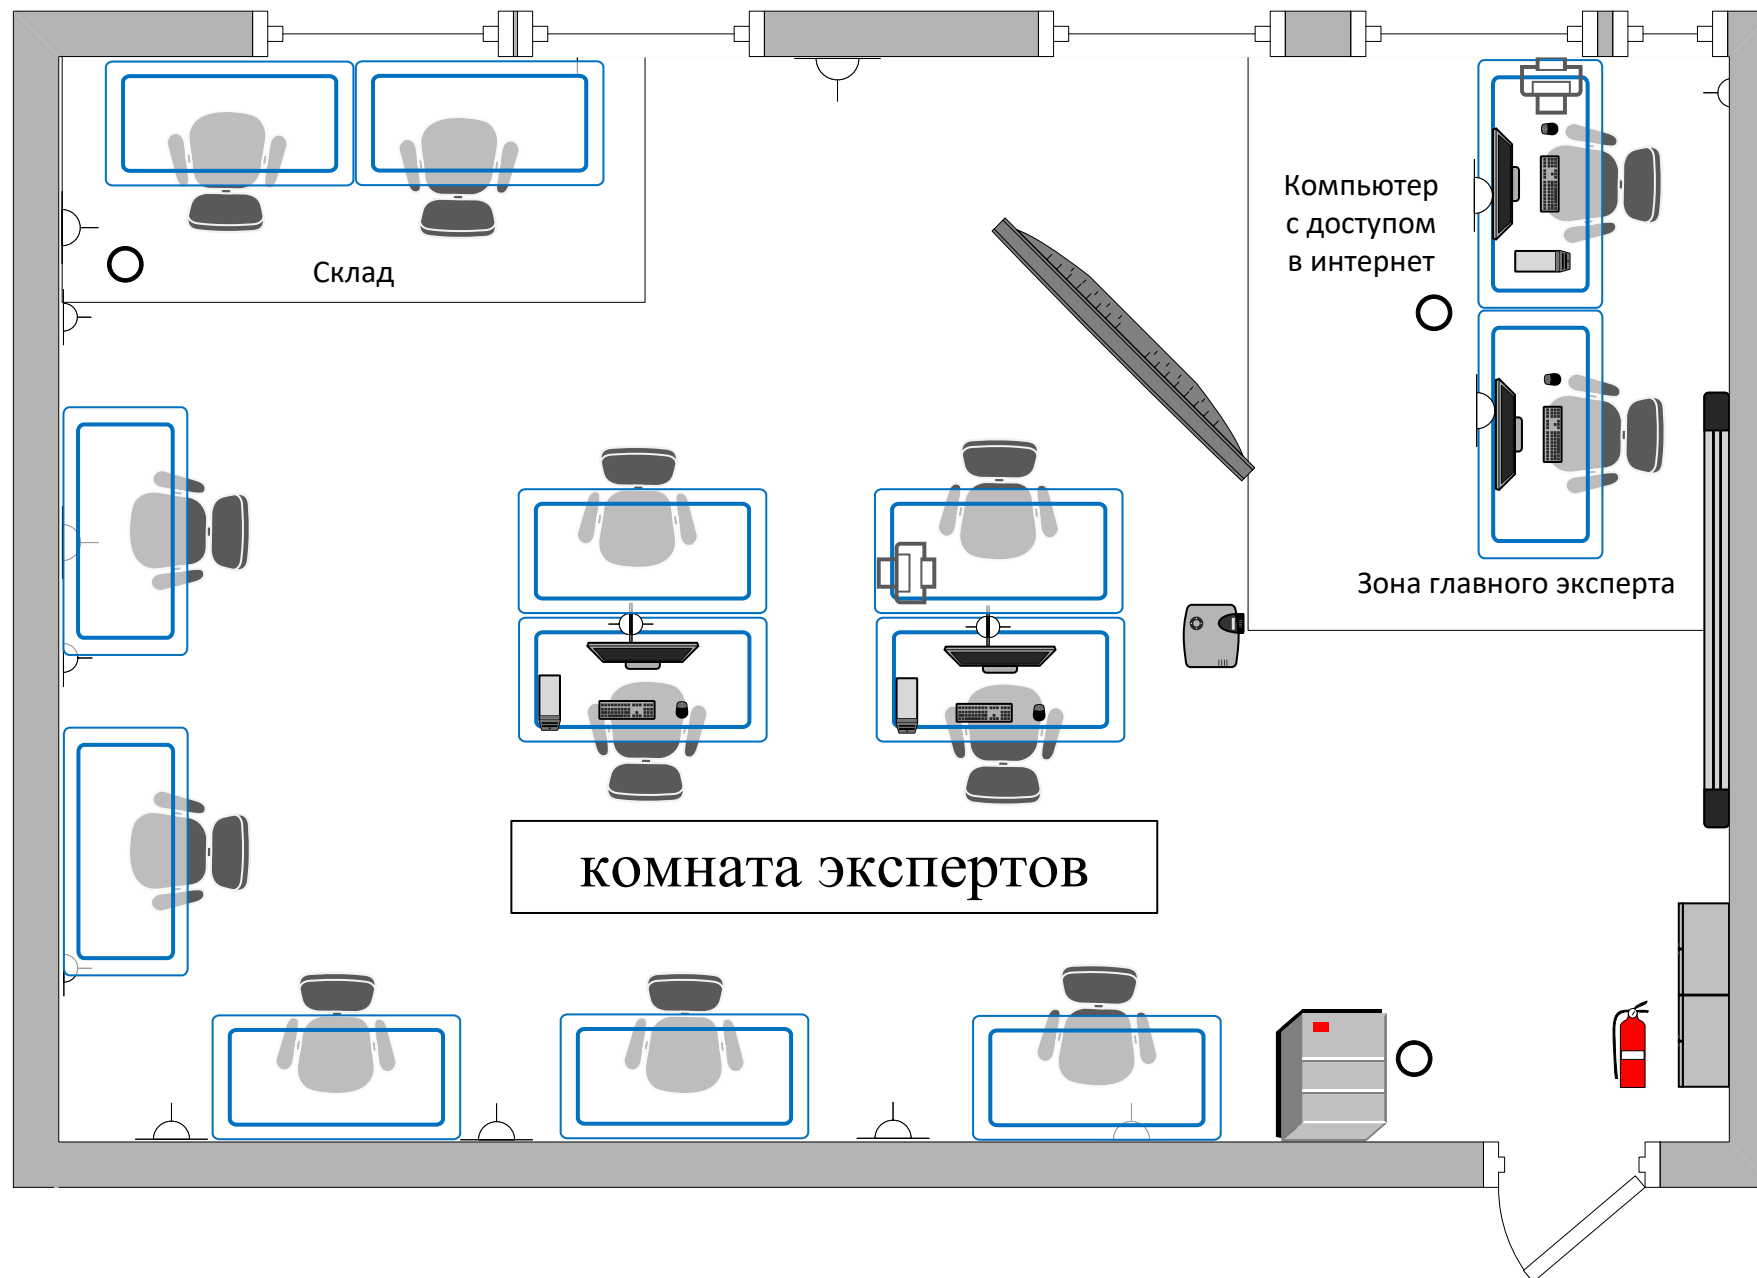 Компьютер
с доступом
в интернет
Склад
Зона главного эксперта
комната экспертов